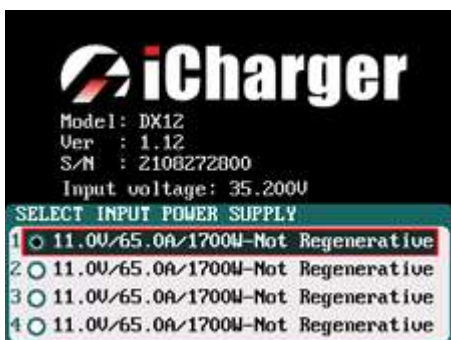 iCharger
Model: DX12
Ver : 1.12
S/N : 2108272800
Input voltage: 35.200V
SELECT INPUT POWER SUPPLY
1 11.0V/65.0A/1700W-Not Regenerative
2 11.0V/65.0A/1700W-Not Regenerative
3 11.0V/65.0A/1700W-Not Regenerative
4 11.0V/65.0A/1700W-Not Regenerative